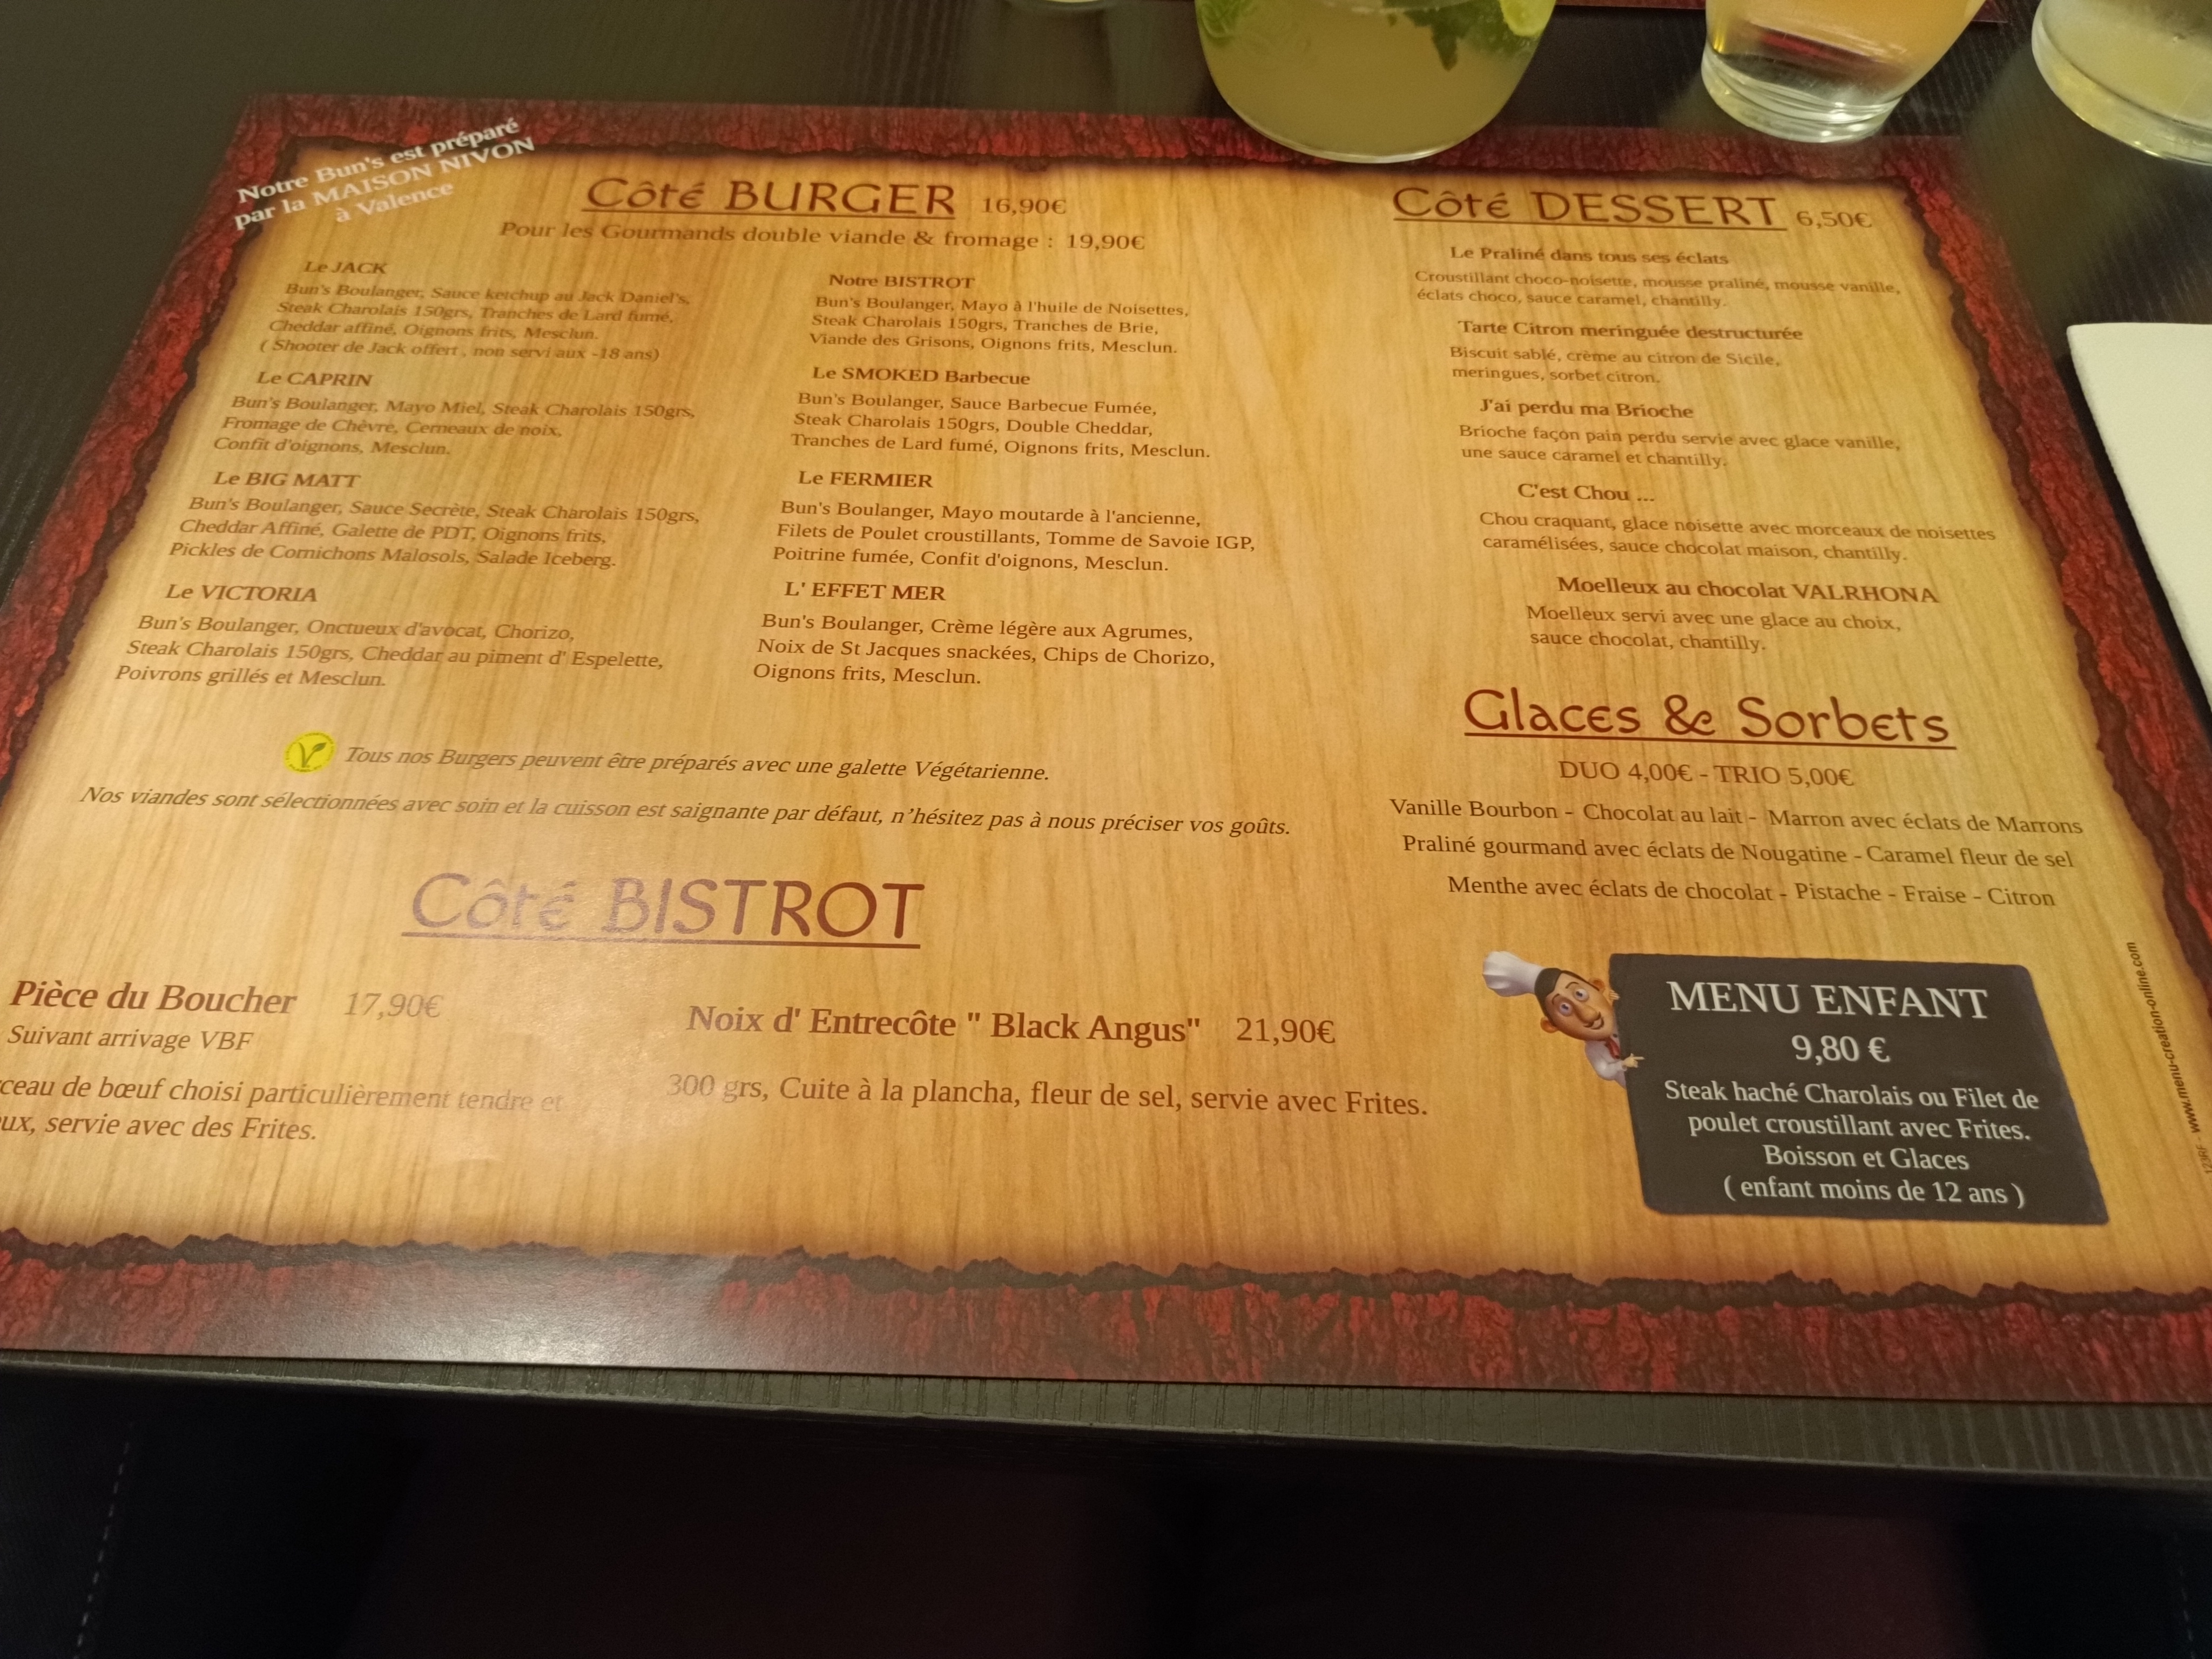 Notre Bun's est préparé
par la MAISON NIVON
à Valence
Côté BURGER 16,90€
Pour les Gourmands double viande & fromage : 19,90€
Le JACK
Bun's Boulanger, Sauce ketchup au Jack Daniel's,
Steak Charolais 150grs, Tranches de Lard fumé,
Cheddar affiné, Oignons frits, Mesclun.
( Shooter de Jack offert , non servi aux -18 ans)
Le CAPRIN
Bun's Boulanger, Mayo Miel, Steak Charolais 150grs,
Fromage de Chèvre, Cerneaux de noix,
Confit d'oignons, Mesclun.
Le BIG MATT
Bun's Boulanger, Sauce Secrète, Steak Charolais 150grs,
Cheddar Affiné, Galette de PDT, Oignons frits,
Pickles de Cornichons Malosols, Salade Iceberg.
Le VICTORIA
Bun's Boulanger, Onctueux d'avocat, Chorizo,
Steak Charolais 150grs, Cheddar au piment d' Espelette,
Poivrons grillés et Mesclun.
Notre BISTROT
Bun's Boulanger, Mayo à l'huile de Noisettes,
Steak Charolais 150grs, Tranches de Brie,
Viande des Grisons, Oignons frits, Mesclun.
Le SMOKED Barbecue
Bun's Boulanger, Sauce Barbecue Fumée,
Steak Charolais 150grs, Double Cheddar,
Tranches de Lard fumé, Oignons frits, Mesclun.
Le FERMIER
Bun's Boulanger, Mayo moutarde à l'ancienne,
Filets de Poulet croustillants, Tomme de Savoie IGP,
Poitrine fumée, Confit d'oignons, Mesclun.
L' EFFET MER
Bun's Boulanger, Crème légère aux Agrumes,
Noix de St Jacques snackées, Chips de Chorizo,
Oignons frits, Mesclun.
Tous nos Burgers peuvent être préparés avec une galette Végétarienne.
Nos viandes sont sélectionnées avec soin et la cuisson est saignante par défaut, n'hésitez pas à nous préciser vos goûts.
Côté BISTROT
Pièce du Boucher 17,90€
Suivant arrivage VBF
ceau de bœuf choisi particulièrement tendre et
ux, servie avec des Frites.
Noix d' Entrecôte " Black Angus" 21,90€
300 grs, Cuite à la plancha, fleur de sel, servie avec Frites.
Côté DESSERT 6,50€
Le Praliné dans tous ses éclats
Croustillant choco-noisette, mousse praliné, mousse vanille,
éclats choco, sauce caramel, chantilly.
Tarte Citron meringuée destructurée
Biscuit sablé, crème au citron de Sicile,
meringues, sorbet citron.
J'ai perdu ma Brioche
Brioche façon pain perdu servie avec glace vanille,
une sauce caramel et chantilly.
C'est Chou ...
Chou craquant, glace noisette avec morceaux de noisettes
caramélisées, sauce chocolat maison, chantilly.
Moelleux au chocolat VALRHONA
Moelleux servi avec une glace au choix,
sauce chocolat, chantilly.
Glaces & Sorbets
DUO 4,00€ - TRIO 5,00€
Vanille Bourbon - Chocolat au lait - Marron avec éclats de Marrons
Praliné gourmand avec éclats de Nougatine - Caramel fleur de sel
Menthe avec éclats de chocolat - Pistache - Fraise - Citron
MENU ENFANT
9,80 €
Steak haché Charolais ou Filet de
poulet croustillant avec Frites.
Boisson et Glaces
( enfant moins de 12 ans )
123RF - www.menu-creation-online.com